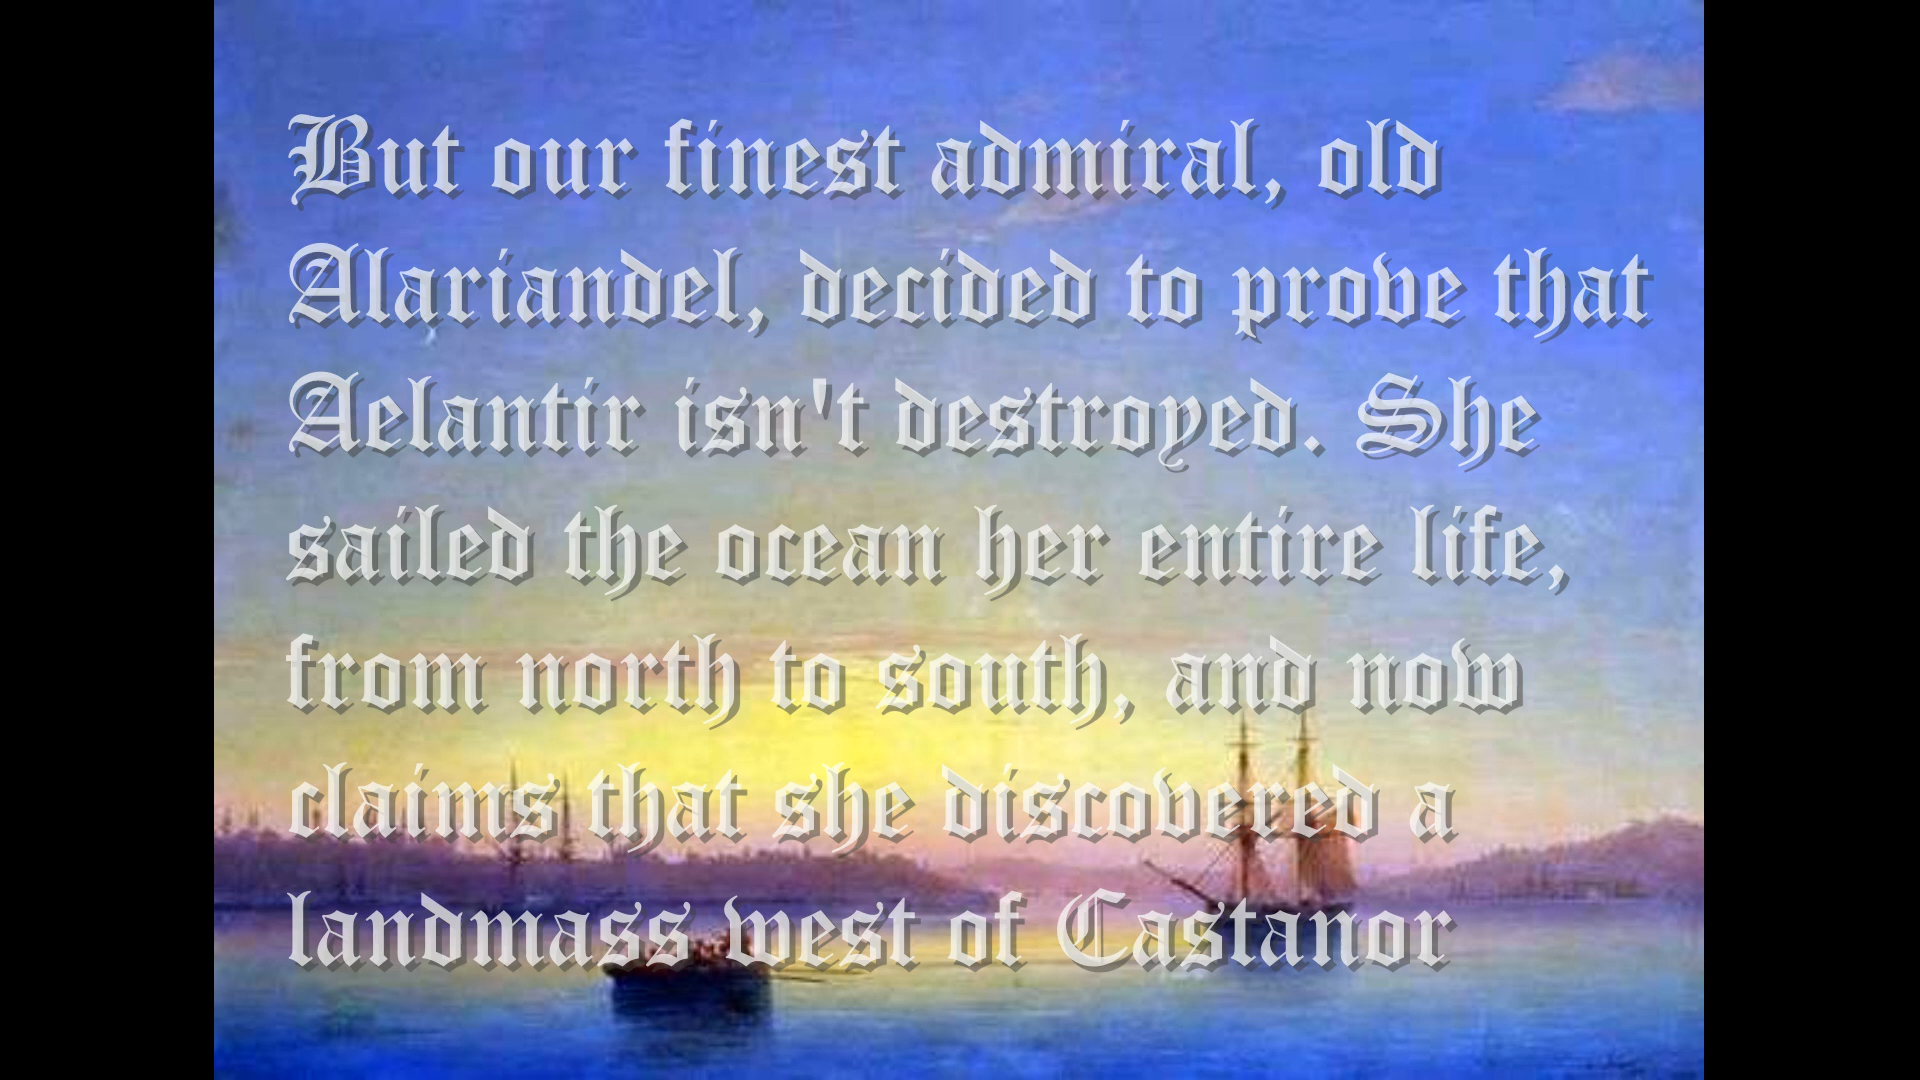 But our finest admiral, old
Alariandel, decided to prove that
Aelantir isn't destroyed. She
sailed the ocean her entire life,
from north to south, and now
claims that she discovered a
landmass west of Castanor